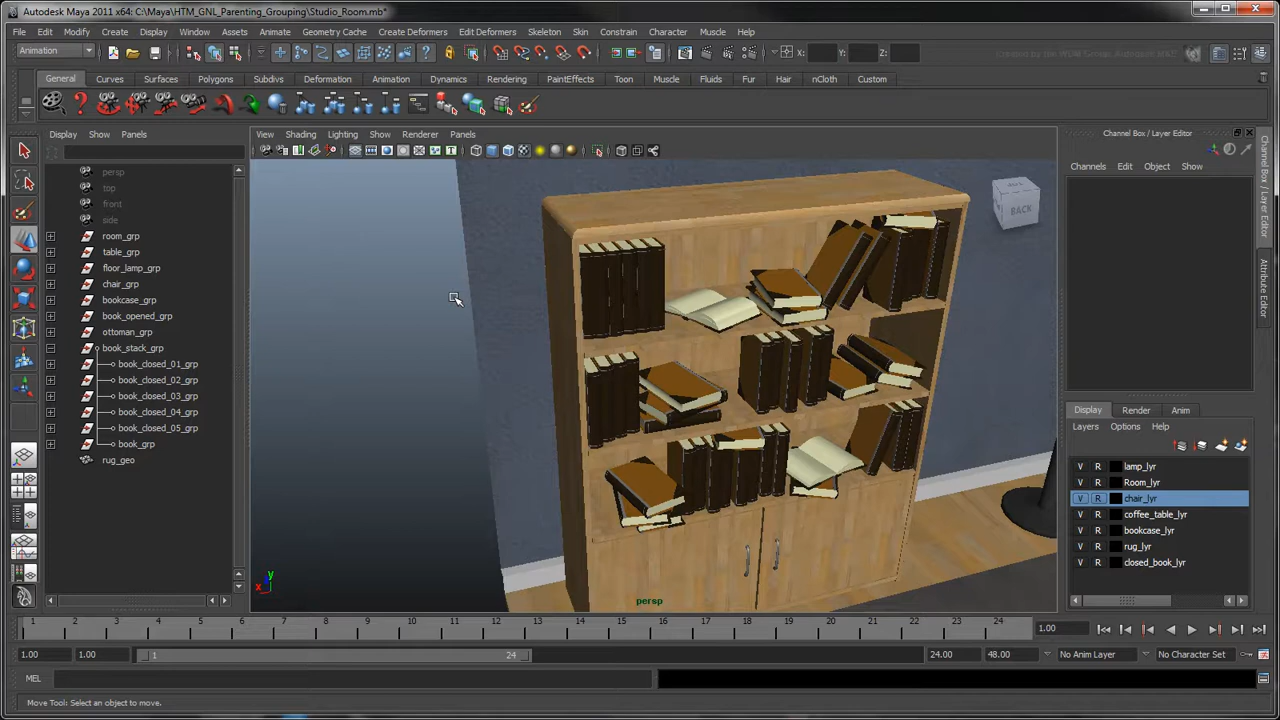 Autodesk Maya 2011 x64: C:\Maya\HTM_GNL_Parenting_Grouping\Studio_Room.mb*
File Edit Modify Create Display Window Assets Animate Geometry Cache Create Deformers Edit Deformers Skeleton Skin Constrain Character Muscle Help
Animation X: Y: Z:
General Curves Surfaces Polygons Subdivs Deformation Animation Dynamics Rendering PaintEffects Toon Muscle Fluids Fur Hair nCloth Custom
Display Show Panels
View Shading Lighting Show Renderer Panels
Channel Box / Layer Editor
Channels Edit Object Show
persp
top
front
side
room_grp
table_grp
floor_lamp_grp
chair_grp
bookcase_grp
book_opened_grp
ottoman_grp
book_stack_grp
book_closed_01_grp
book_closed_02_grp
book_closed_03_grp
book_closed_04_grp
book_closed_05_grp
book_grp
rug_geo
BACK
y
x
persp
Channel Box / Layer Editor
Attribute Editor
Display Render Anim
Layers Options Help
V R lamp_lyr
V R Room_lyr
V R chair_lyr
V R coffee_table_lyr
V R bookcase_lyr
V R rug_lyr
V R closed_book_lyr
1 2 3 4 5 6 7 8 9 10 11 12 13 14 15 16 17 18 19 20 21 22 23 24 1.00
1.00 1.00 1 24 24.00 48.00 No Anim Layer No Character Set
MEL
Move Tool: Select an object to move.